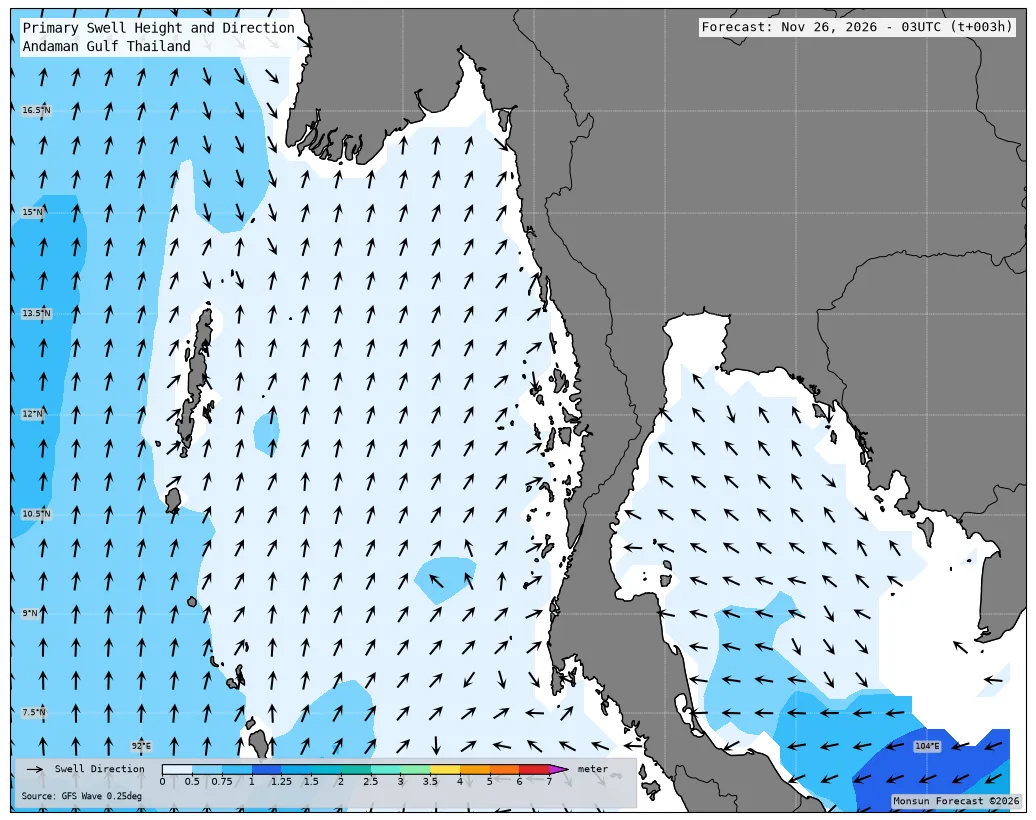 Primary Swell Height and Direction
Andaman Gulf Thailand
Forecast: Nov 26, 2026 - 03UTC (t+003h)
16.5°N
15°N
13.5°N
12°N
10.5°N
9°N
7.5°N
92°E
104°E
Swell Direction
meter
0 0.5 0.75 1 1.25 1.5 2 2.5 3 3.5 4 5 6 7
Source: GFS Wave 0.25deg
Monsun Forecast ©2026